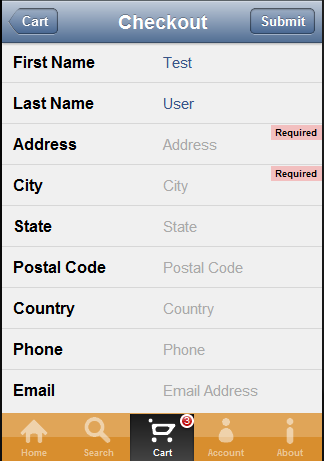 Cart Checkout Submit
First Name Test
Last Name User
Required
Address Address
Required
City City
State State
Postal Code Postal Code
Country Country
Phone Phone
Email Email Address
3
Home Search Cart Account About